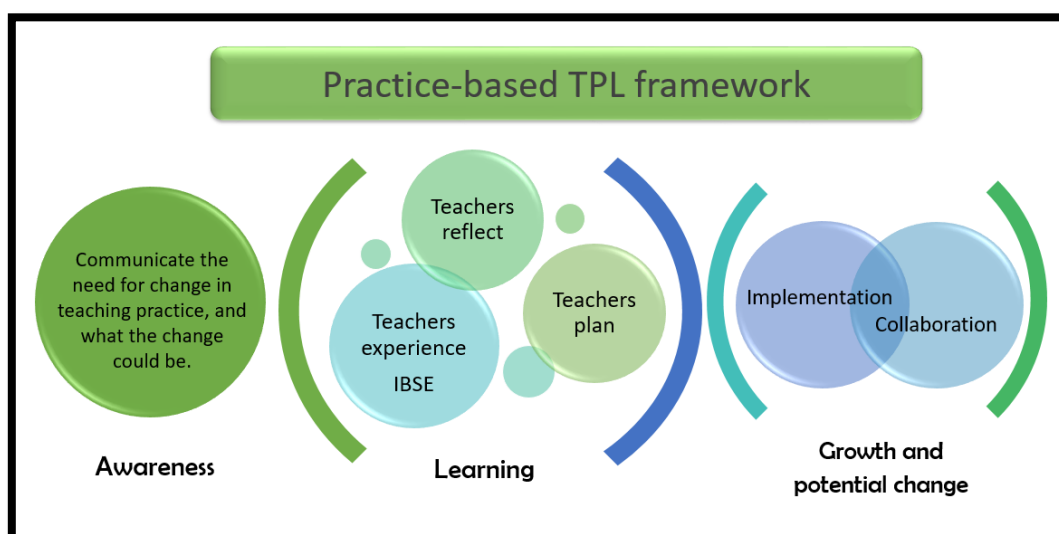 Practice-based TPL framework
Communicate the
need for change in
teaching practice, and
what the change
could be.
Awareness
Teachers
reflect
Teachers
experience
IBSE
Teachers
plan
Learning
Implementation
Collaboration
Growth and
potential change